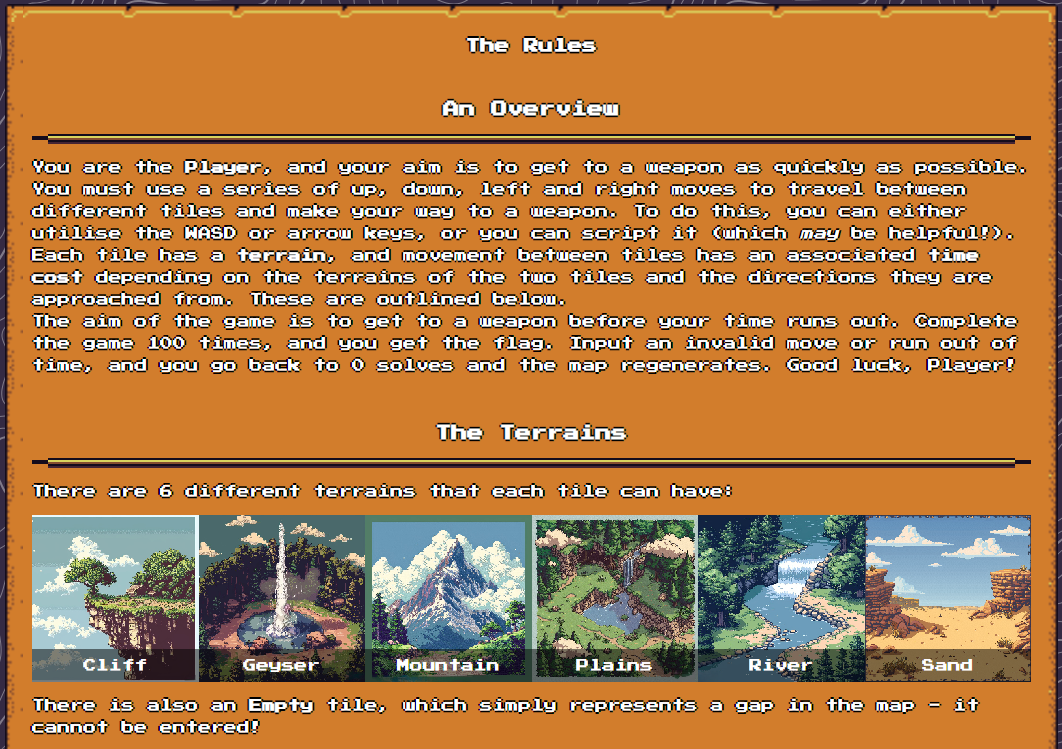 The Rules
An Overview
You are the Player, and your aim is to get to a weapon as quickly as possible.
You must use a series of up, down, left and right moves to travel between
different tiles and make your way to a weapon. To do this, you can either
utilise the WASD or arrow keys, or you can script it (which may be helpful!).
Each tile has a terrain, and movement between tiles has an associated time
cost depending on the terrains of the two tiles and the directions they are
approached from. These are outlined below.
The aim of the game is to get to a weapon before your time runs out. Complete
the game 100 times, and you get the flag. Input an invalid move or run out of
time, and you go back to 0 solves and the map regenerates. Good luck, Player!
The Terrains
There are 6 different terrains that each tile can have:
Cliff Geyser Mountain Plains River Sand
There is also an Empty tile, which simply represents a gap in the map - it
cannot be entered!